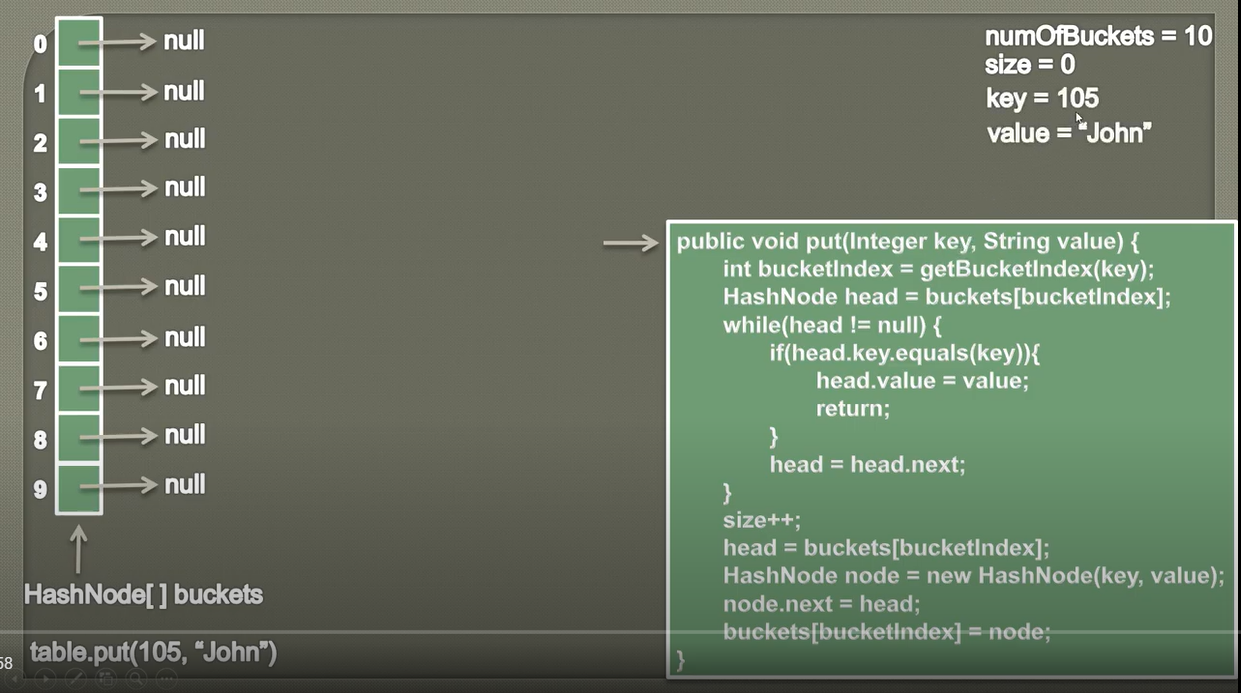 0 null
1 null
2 null
3 null
4 null
5 null
6 null
7 null
8 null
9 null
HashNode[ ] buckets
table.put(105, “John”)
58
numOfBuckets = 10
size = 0
key = 105
value = “John”
public void put(Integer key, String value) {
int bucketIndex = getBucketIndex(key);
HashNode head = buckets[bucketIndex];
while(head != null) {
if(head.key.equals(key)){
head.value = value;
return;
}
head = head.next;
}
size++;
head = buckets[bucketIndex];
HashNode node = new HashNode(key, value);
node.next = head;
buckets[bucketIndex] = node;
}